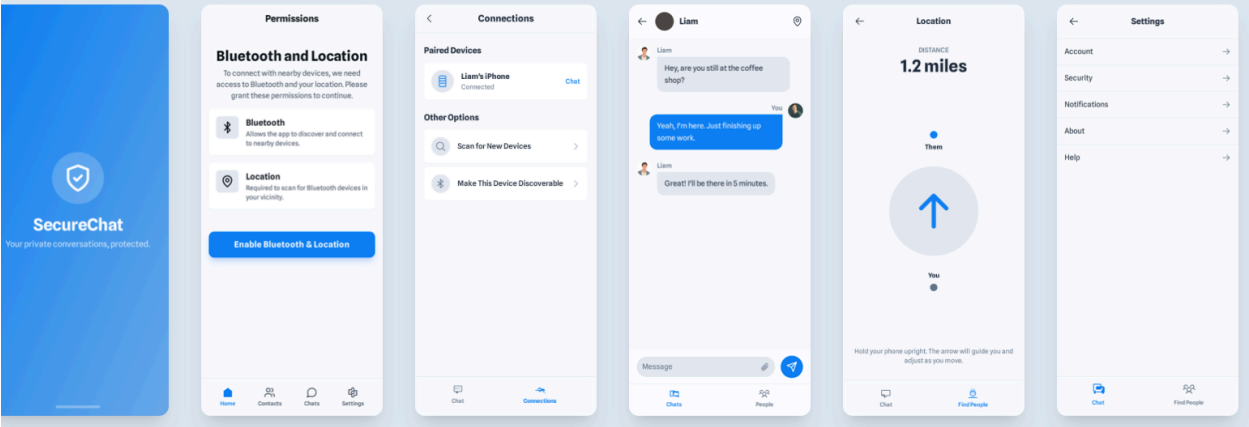 SecureChat
Your private conversations, protected.
Permissions
Bluetooth and Location
To connect with nearby devices, we need
access to Bluetooth and your location. Please
grant these permissions to continue.
Bluetooth
Allows the app to discover and connect
to nearby devices.
Location
Required to scan for Bluetooth devices in
your vicinity.
Enable Bluetooth & Location
Home
Contacts
Chats
Settings
Connections
Paired Devices
Liam's iPhone
Connected
Chat
Other Options
Scan for New Devices
Make This Device Discoverable
Chat
Connections
Liam
Liam
Hey, are you still at the coffee
shop?
You
Yeah, I'm here. Just finishing up
some work.
Liam
Great! I'll be there in 5 minutes.
Message
Chats
People
Location
DISTANCE
1.2 miles
Them
You
Hold your phone upright. The arrow will guide you and
adjust as you move.
Chat
Find People
Settings
Account
Security
Notifications
About
Help
Chat
Find People